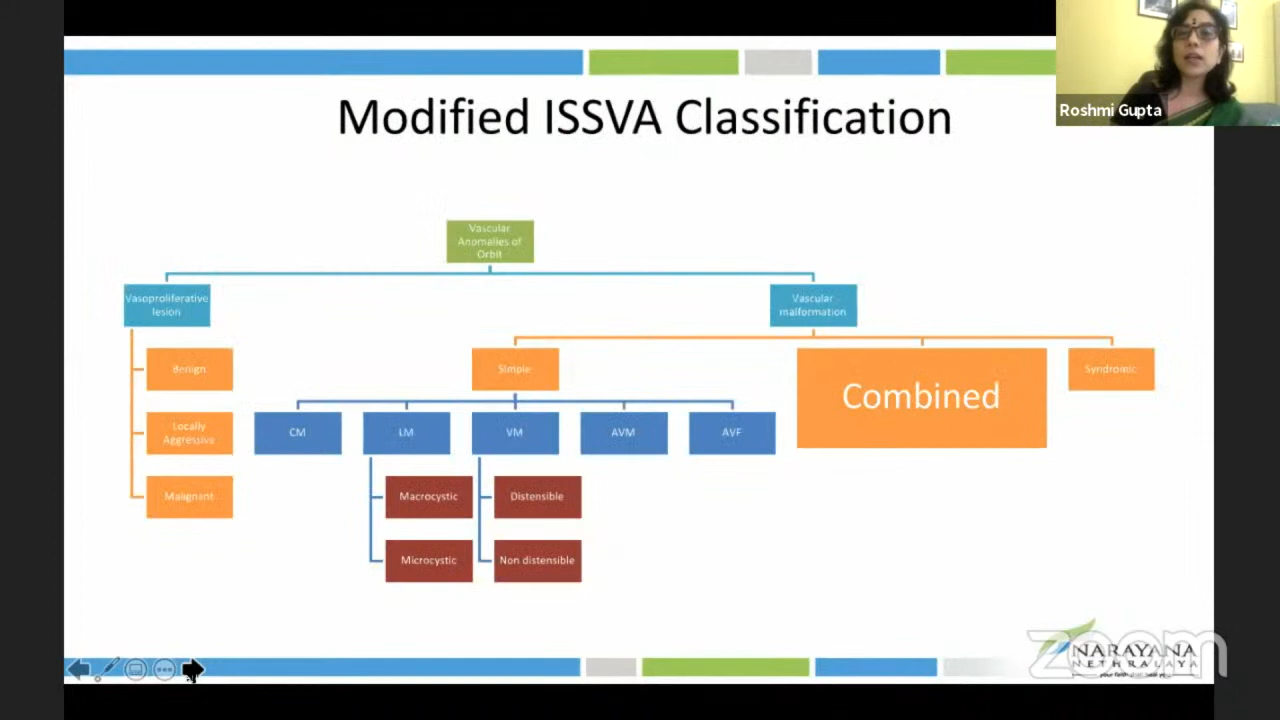 Roshmi Gupta
Modified ISSVA Classification
Vascular
Anomalies of
Orbit
Vasoproliferative
lesion
Vascular
malformation
Benign
Simple
Combined
Syndromic
Locally
Aggressive
CM
LM
VM
AVM
AVF
Malignant
Macrocystic
Distensible
Microcystic
Non distensible
zoom
NARAYANA
NETHRALAYA